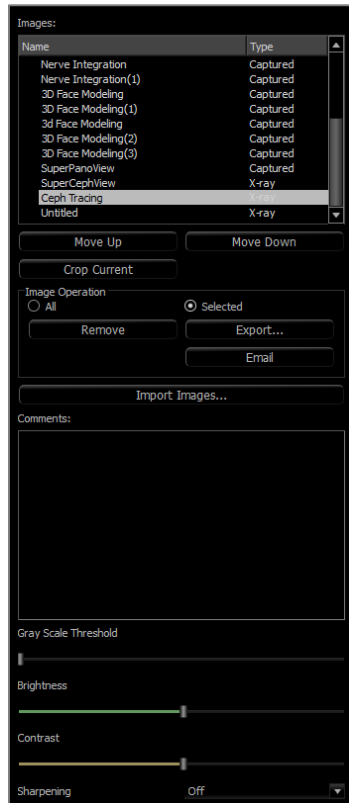 Images:
Name Type
Nerve Integration Captured
Nerve Integration(1) Captured
3D Face Modeling Captured
3D Face Modeling(1) Captured
3d Face Modeling Captured
3D Face Modeling(2) Captured
3D Face Modeling(3) Captured
SuperPanoView Captured
SuperCephView X-ray
Ceph Tracing X-ray
Untitled X-ray
Move Up Move Down
Crop Current
Image Operation
All Selected
Remove Export...
Email
Import Images...
Comments:
Gray Scale Threshold
Brightness
Contrast
Sharpening Off